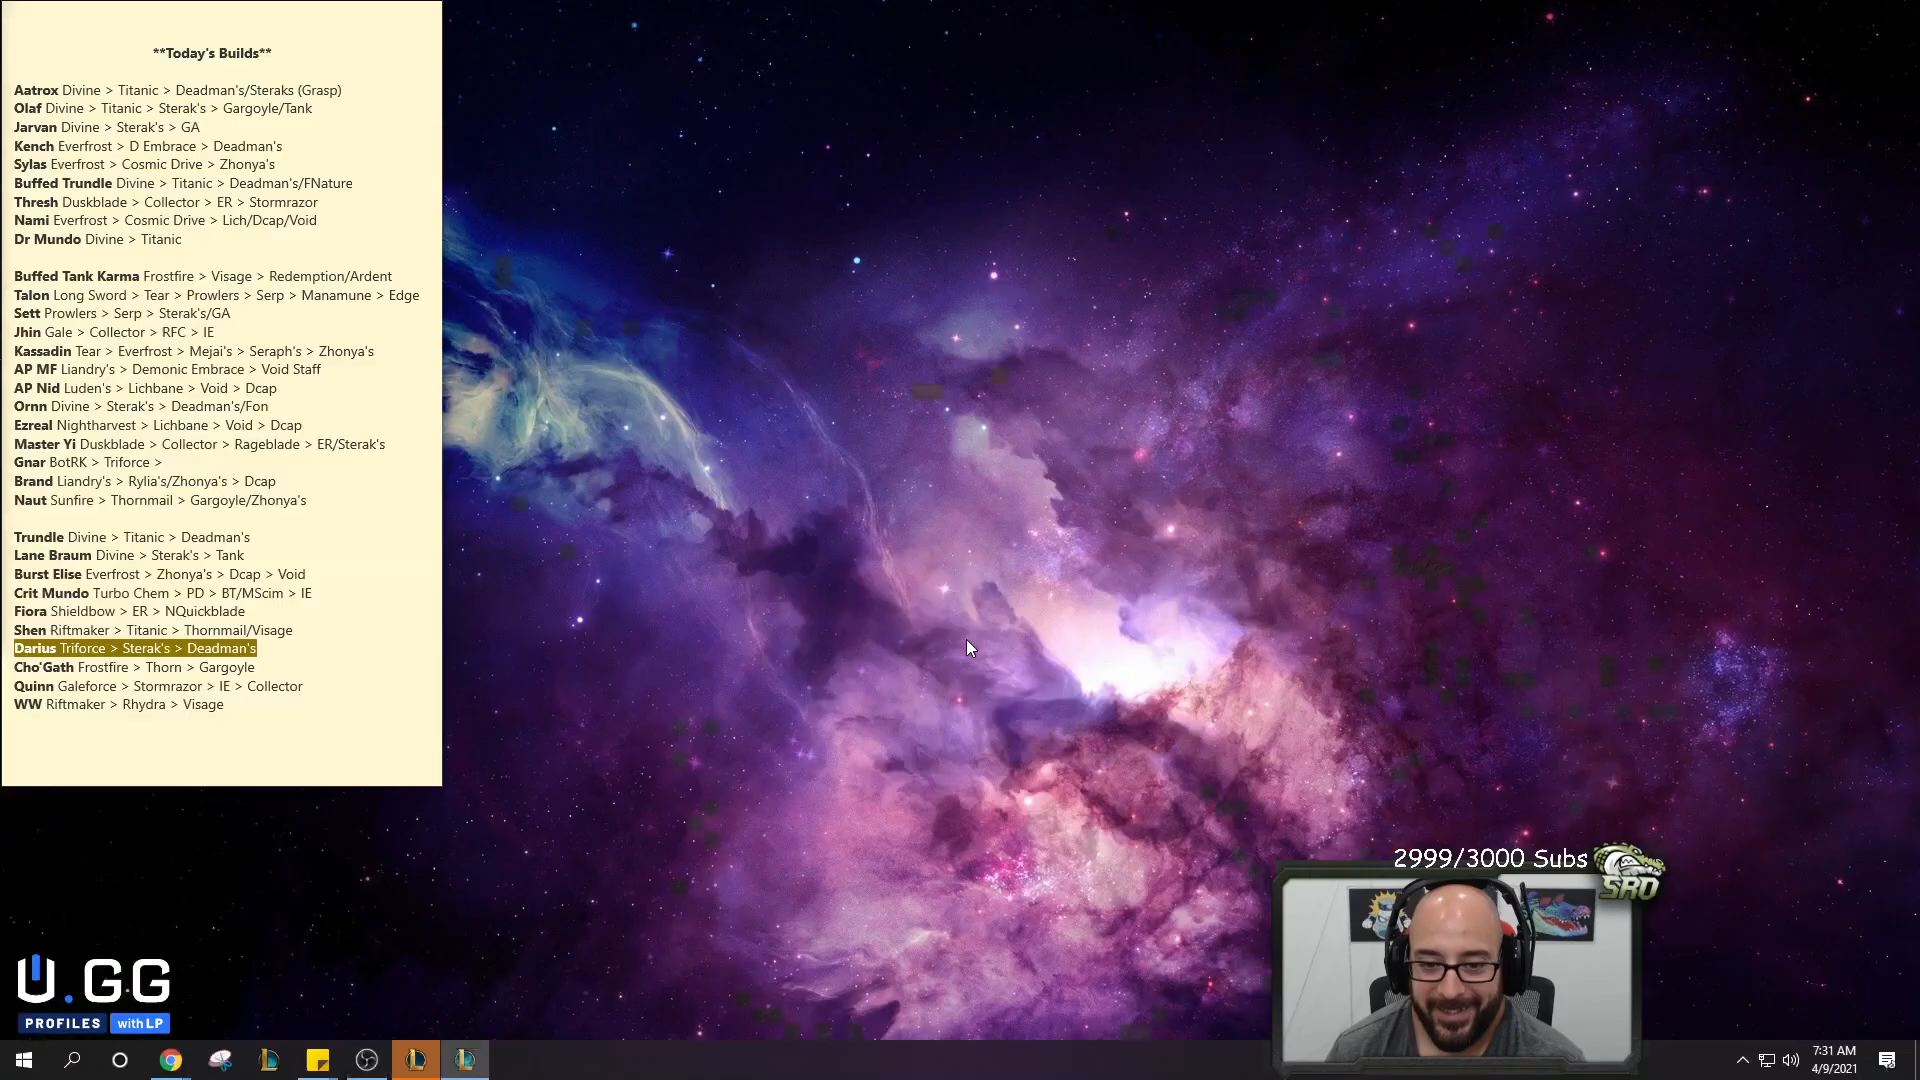 **Today's Builds**
Aatrox Divine > Titanic > Deadman's/Steraks (Grasp)
Olaf Divine > Titanic > Sterak's > Gargoyle/Tank
Jarvan Divine > Sterak's > GA
Kench Everfrost > D Embrace > Deadman's
Sylas Everfrost > Cosmic Drive > Zhonya's
Buffed Trundle Divine > Titanic > Deadman's/FNature
Thresh Duskblade > Collector > ER > Stormrazor
Nami Everfrost > Cosmic Drive > Lich/Dcap/Void
Dr Mundo Divine > Titanic
Buffed Tank Karma Frostfire > Visage > Redemption/Ardent
Talon Long Sword > Tear > Prowlers > Serp > Manamune > Edge
Sett Prowlers > Serp > Sterak's/GA
Jhin Gale > Collector > RFC > IE
Kassadin Tear > Everfrost > Mejai's > Seraph's > Zhonya's
AP MF Liandry's > Demonic Embrace > Void Staff
AP Nid Luden's > Lichbane > Void > Dcap
Ornn Divine > Sterak's > Deadman's/Fon
Ezreal Nightharvest > Lichbane > Void > Dcap
Master Yi Duskblade > Collector > Rageblade > ER/Sterak's
Gnar BotRK > Triforce >
Brand Liandry's > Rylia's/Zhonya's > Dcap
Naut Sunfire > Thornmail > Gargoyle/Zhonya's
Trundle Divine > Titanic > Deadman's
Lane Braum Divine > Sterak's > Tank
Burst Elise Everfrost > Zhonya's > Dcap > Void
Crit Mundo Turbo Chem > PD > BT/MScim > IE
Fiora Shieldbow > ER > NQuickblade
Shen Riftmaker > Titanic > Thornmail/Visage
Darius Triforce > Sterak's > Deadman's
Cho'Gath Frostfire > Thorn > Gargoyle
Quinn Galeforce > Stormrazor > IE > Collector
WW Riftmaker > Rhydra > Visage
2999/3000 Subs
SRO
U.GG
PROFILES with LP
7:31 AM
4/9/2021